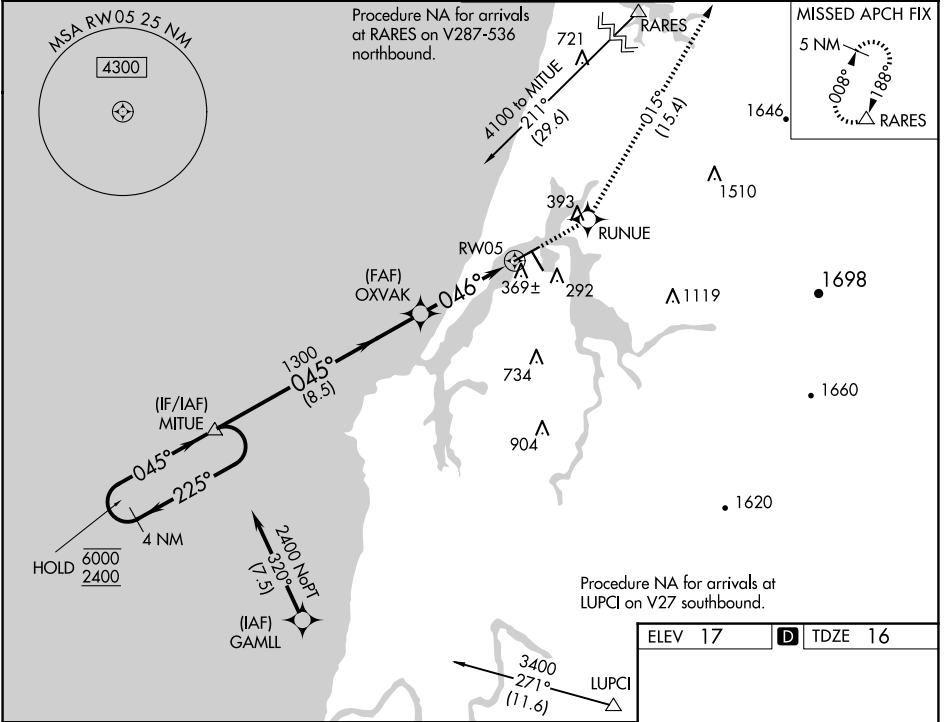 MSA RW05 25 NM
4300
Procedure NA for arrivals
at RARES on V287-536
northbound.
721
RARES
4100 to MITUE
211°
(29.6)
015°
(15.4)
MISSED APCH FIX
5 NM
008°
188°
RARES
1646
1510
393
RUNUE
RW05
369±
292
1119
1698
(FAF)
OXVAK
046°
1300
045°
(8.5)
734
1660
(IF/IAF)
MITUE
904
045°
225°
4 NM
1620
HOLD
6000
2400
2400 NoPT
320°
(7.5)
(IAF)
GAMLL
Procedure NA for arrivals at
LUPCI on V27 southbound.
ELEV 17 D TDZE 16
3400
271°
(11.6)
LUPCI